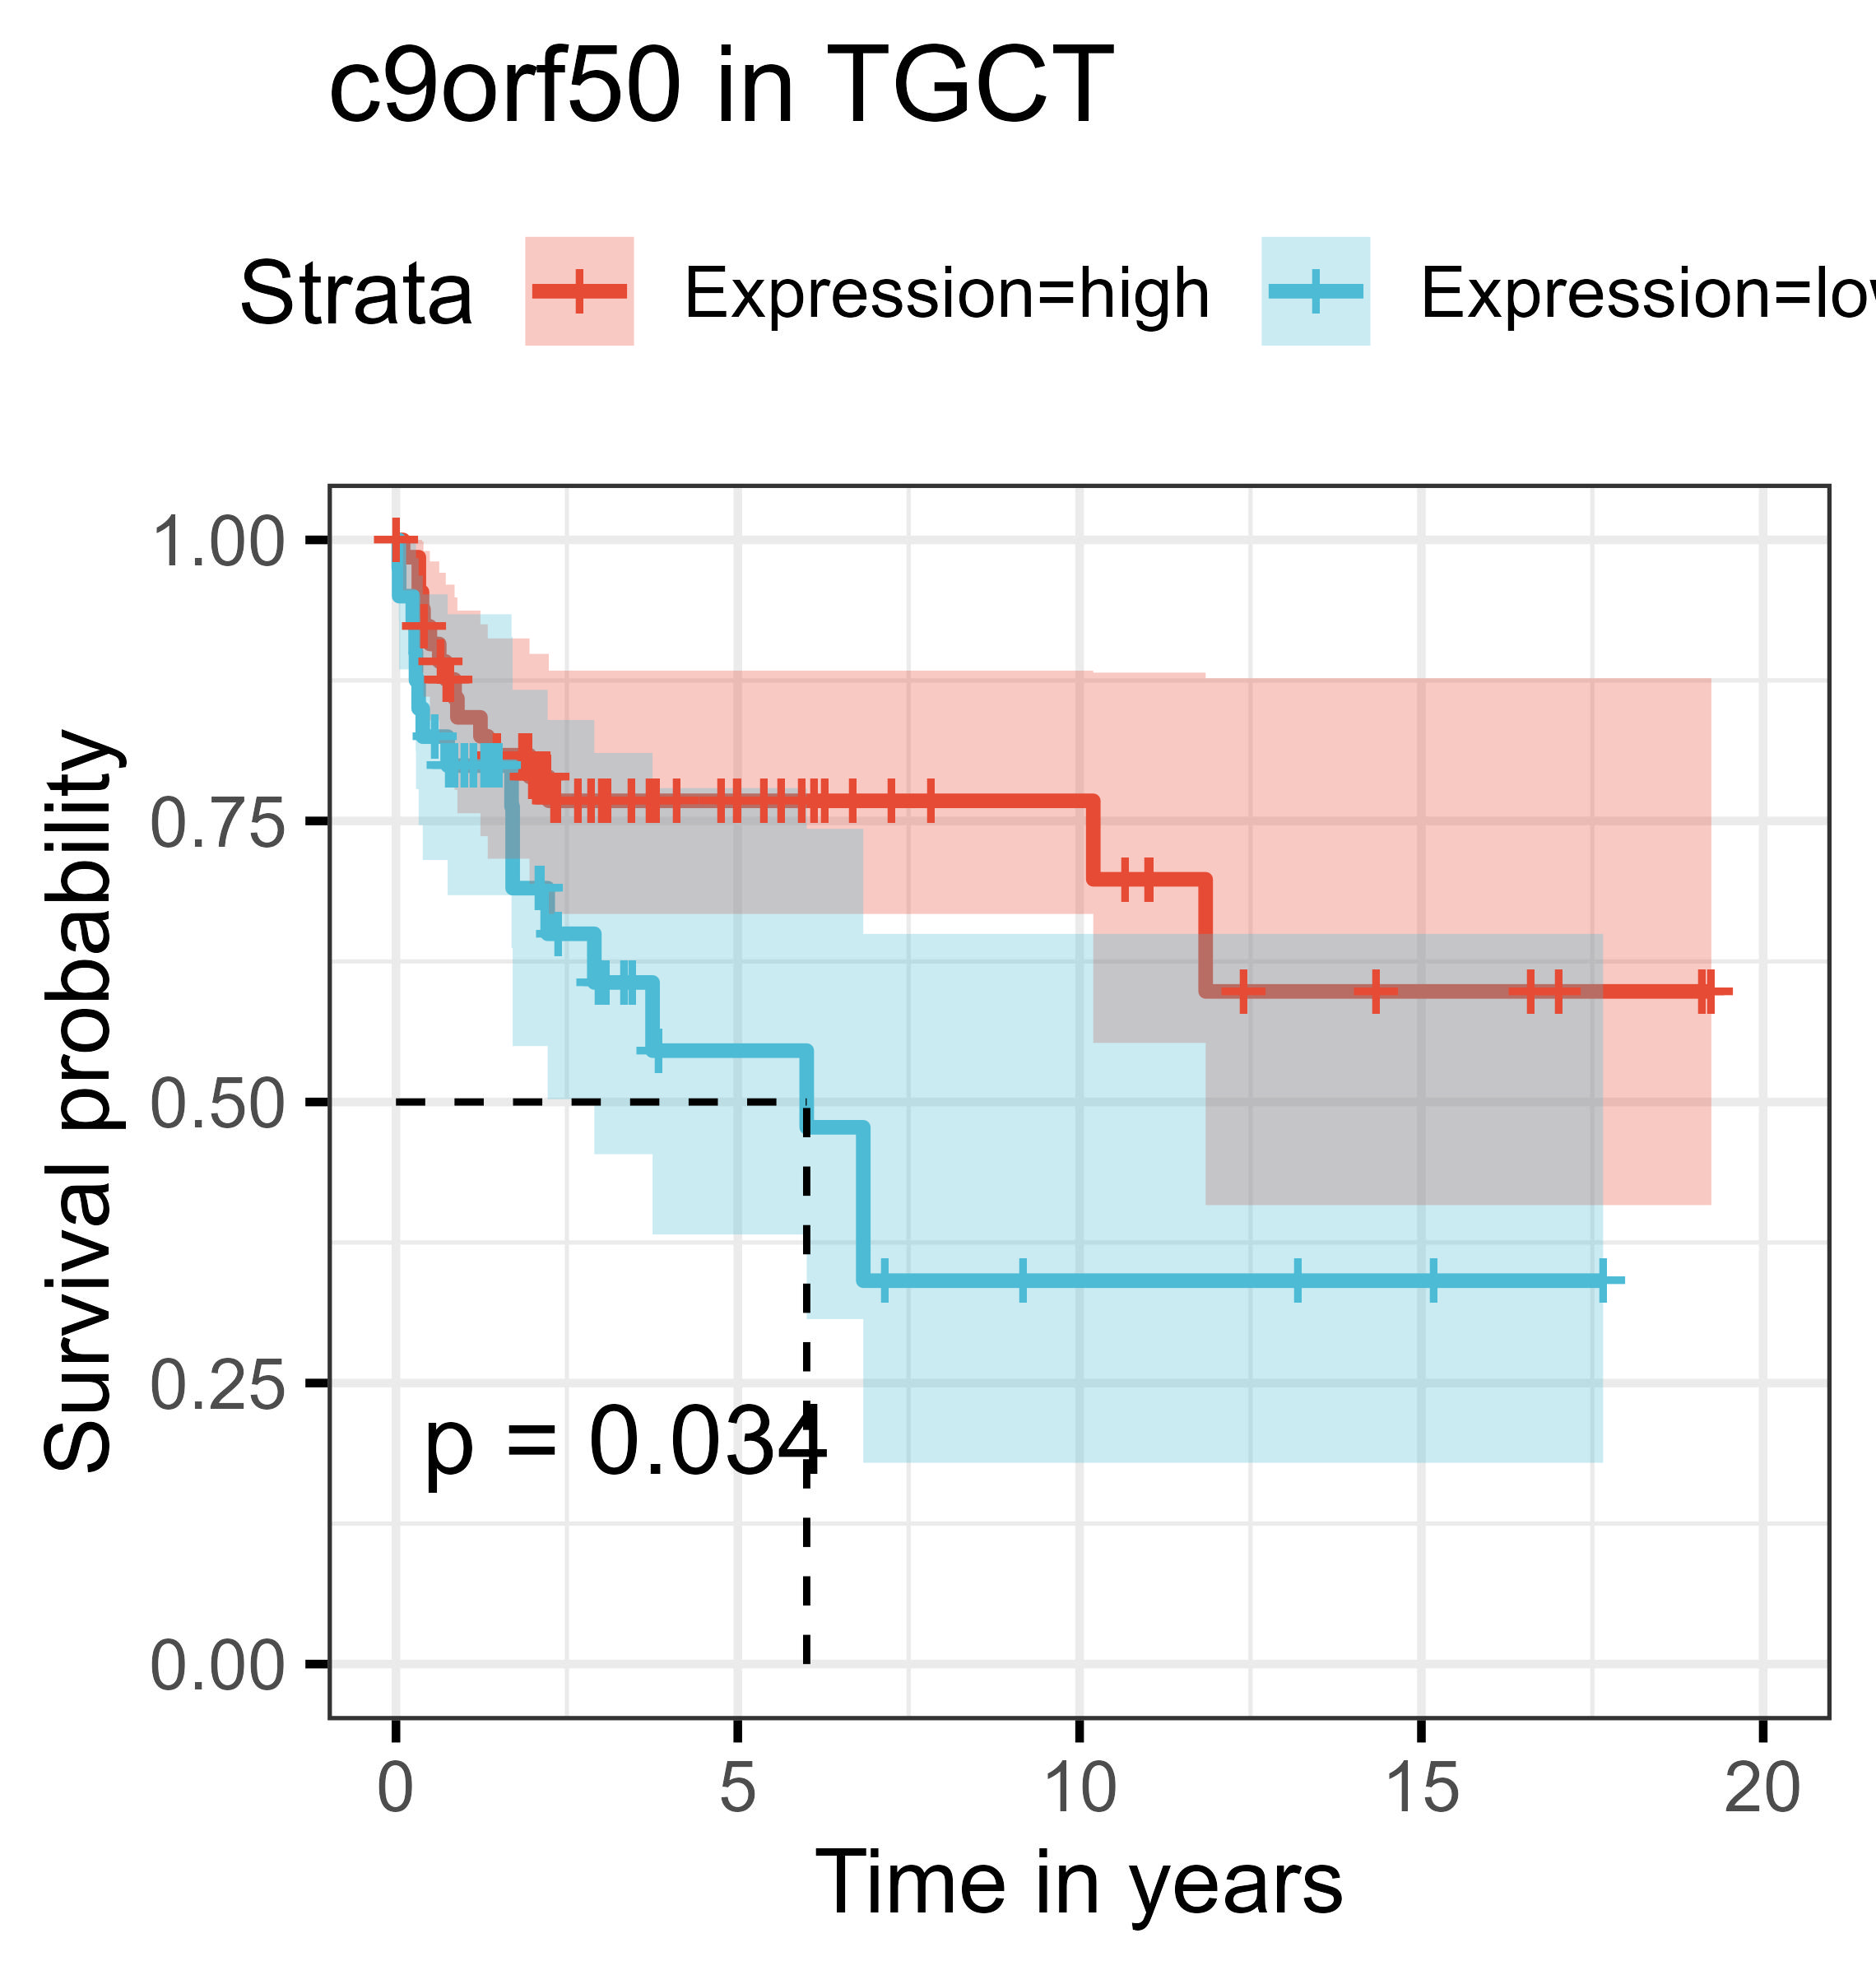 c9orf50 in TGCT
Strata Expression=high Expression=lo
Survival probability
1.00
0.75
0.50
0.25
0.00
p = 0.034
0 5 10 15 20
Time in years